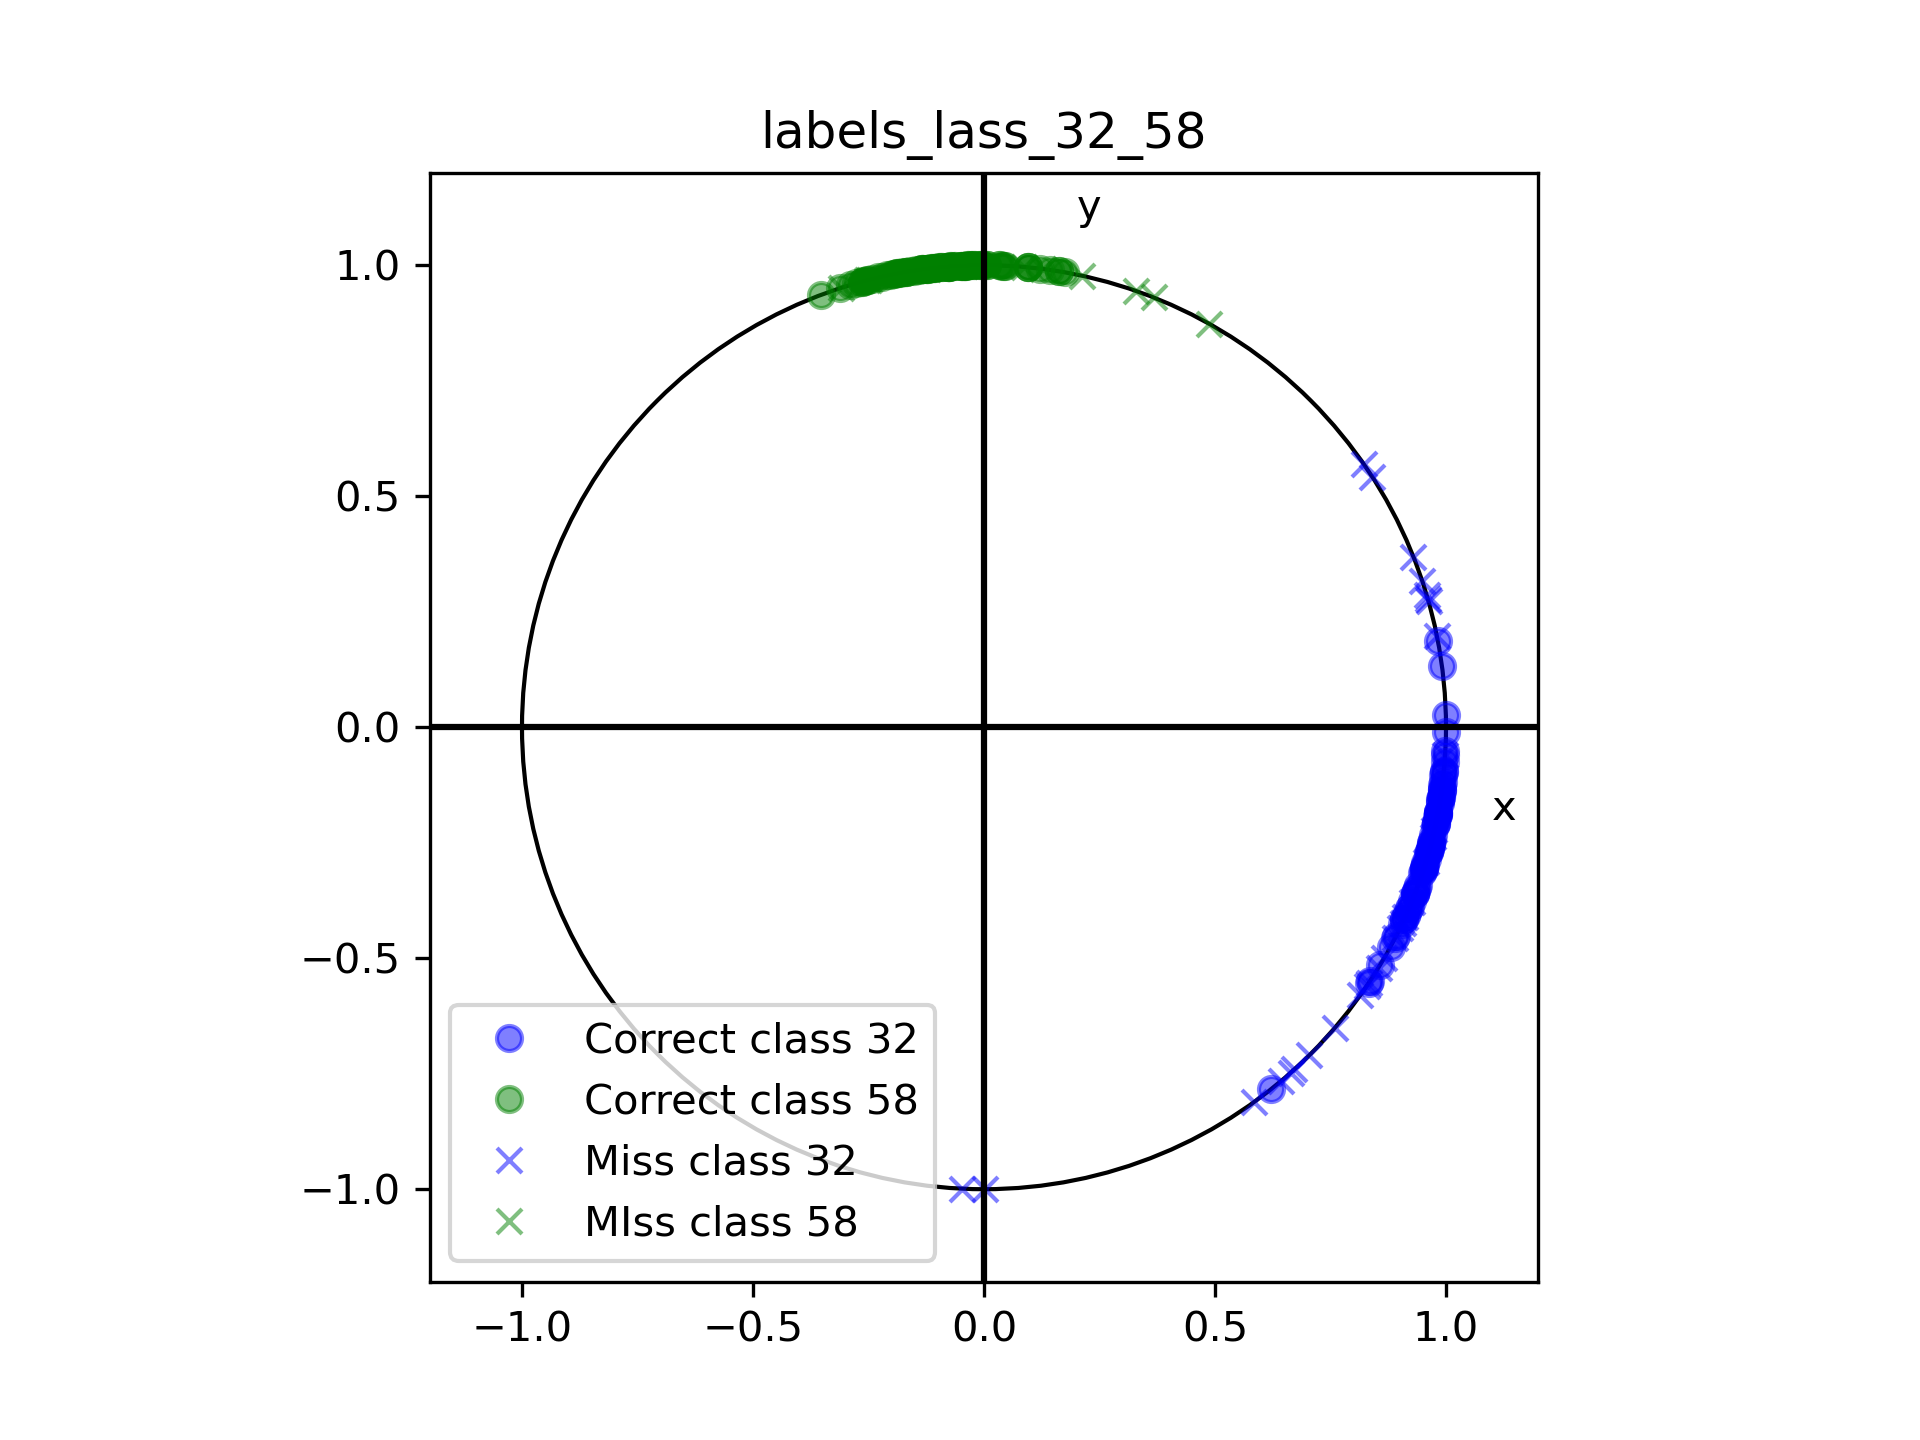 labels_lass_32_58
y
1.0
0.5
0.0
x
−0.5
−1.0
Correct class 32
Correct class 58
Miss class 32
MIss class 58
−1.0 −0.5 0.0 0.5 1.0